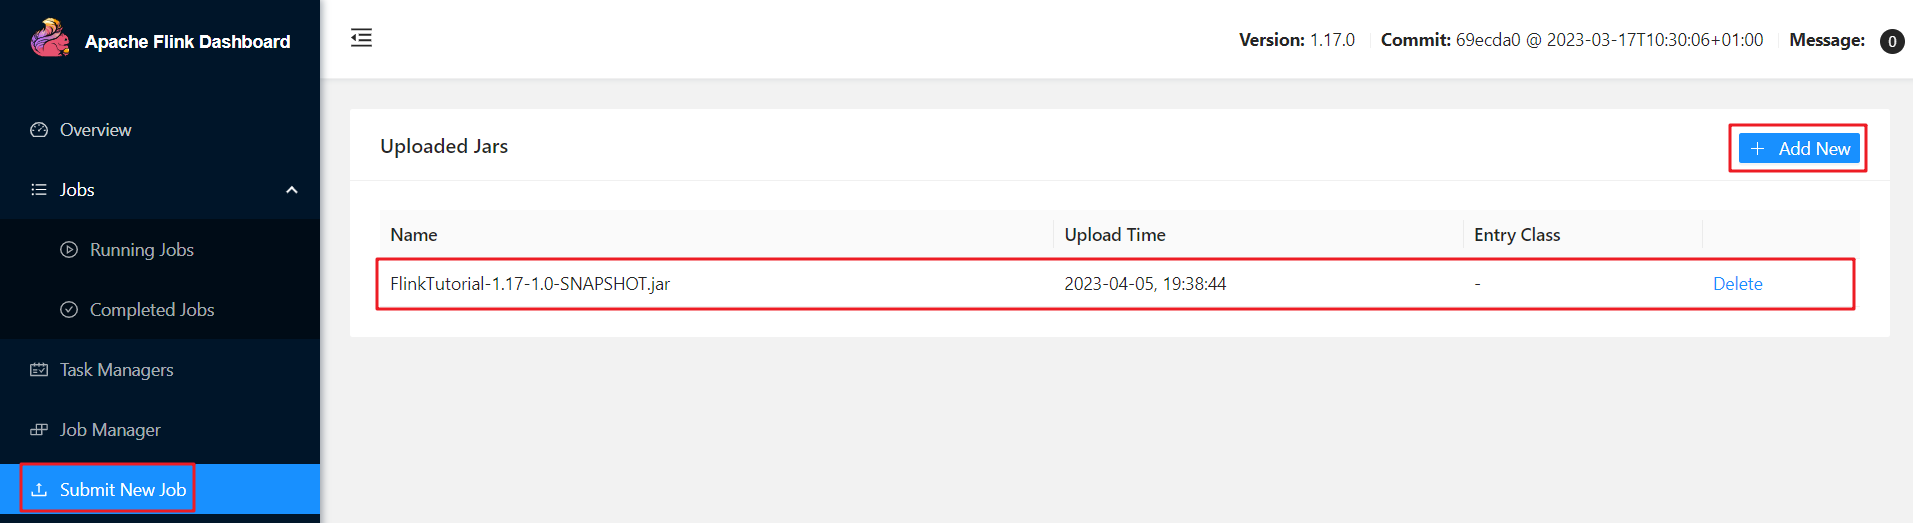 Apache Flink Dashboard
Version: 1.17.0 Commit: 69ecda0 @ 2023-03-17T10:30:06+01:00 Message: 0
Overview
Jobs
Running Jobs
Completed Jobs
Task Managers
Job Manager
Submit New Job
Uploaded Jars
+ Add New
Name Upload Time Entry Class
FlinkTutorial-1.17-1.0-SNAPSHOT.jar 2023-04-05, 19:38:44 - Delete